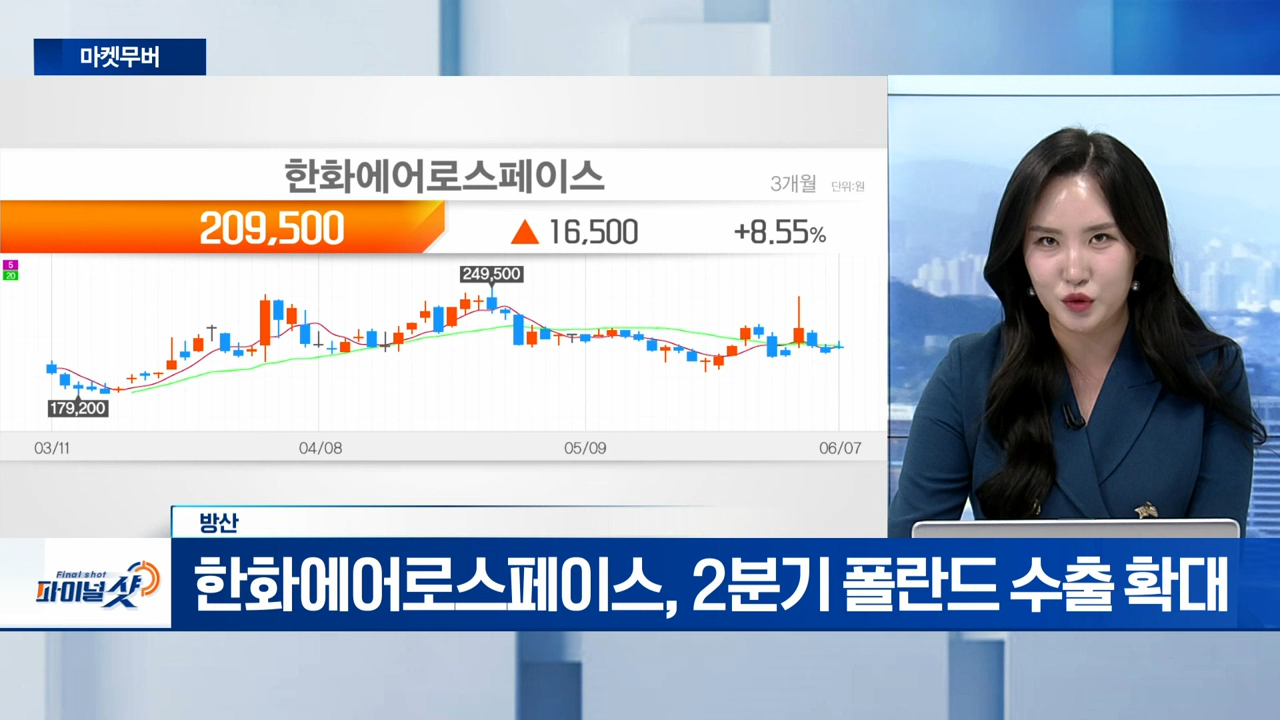 마켓무버
한화에어로스페이스
3개월 단위:원
209,500 ▲ 16,500 +8.55%
5
20
249,500
179,200
03/11 04/08 05/09 06/07
방산
Final shot
파이널샷
한화에어로스페이스, 2분기 폴란드 수출 확대